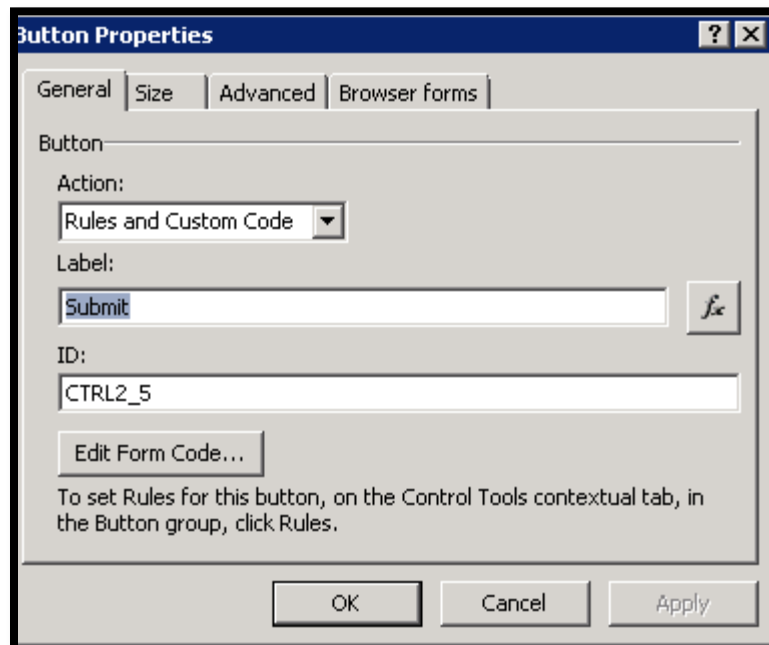 Button Properties
General Size Advanced Browser forms
Button
Action:
Rules and Custom Code
Label:
Submit
fx
ID:
CTRL2_5
Edit Form Code...
To set Rules for this button, on the Control Tools contextual tab, in
the Button group, click Rules.
OK Cancel Apply